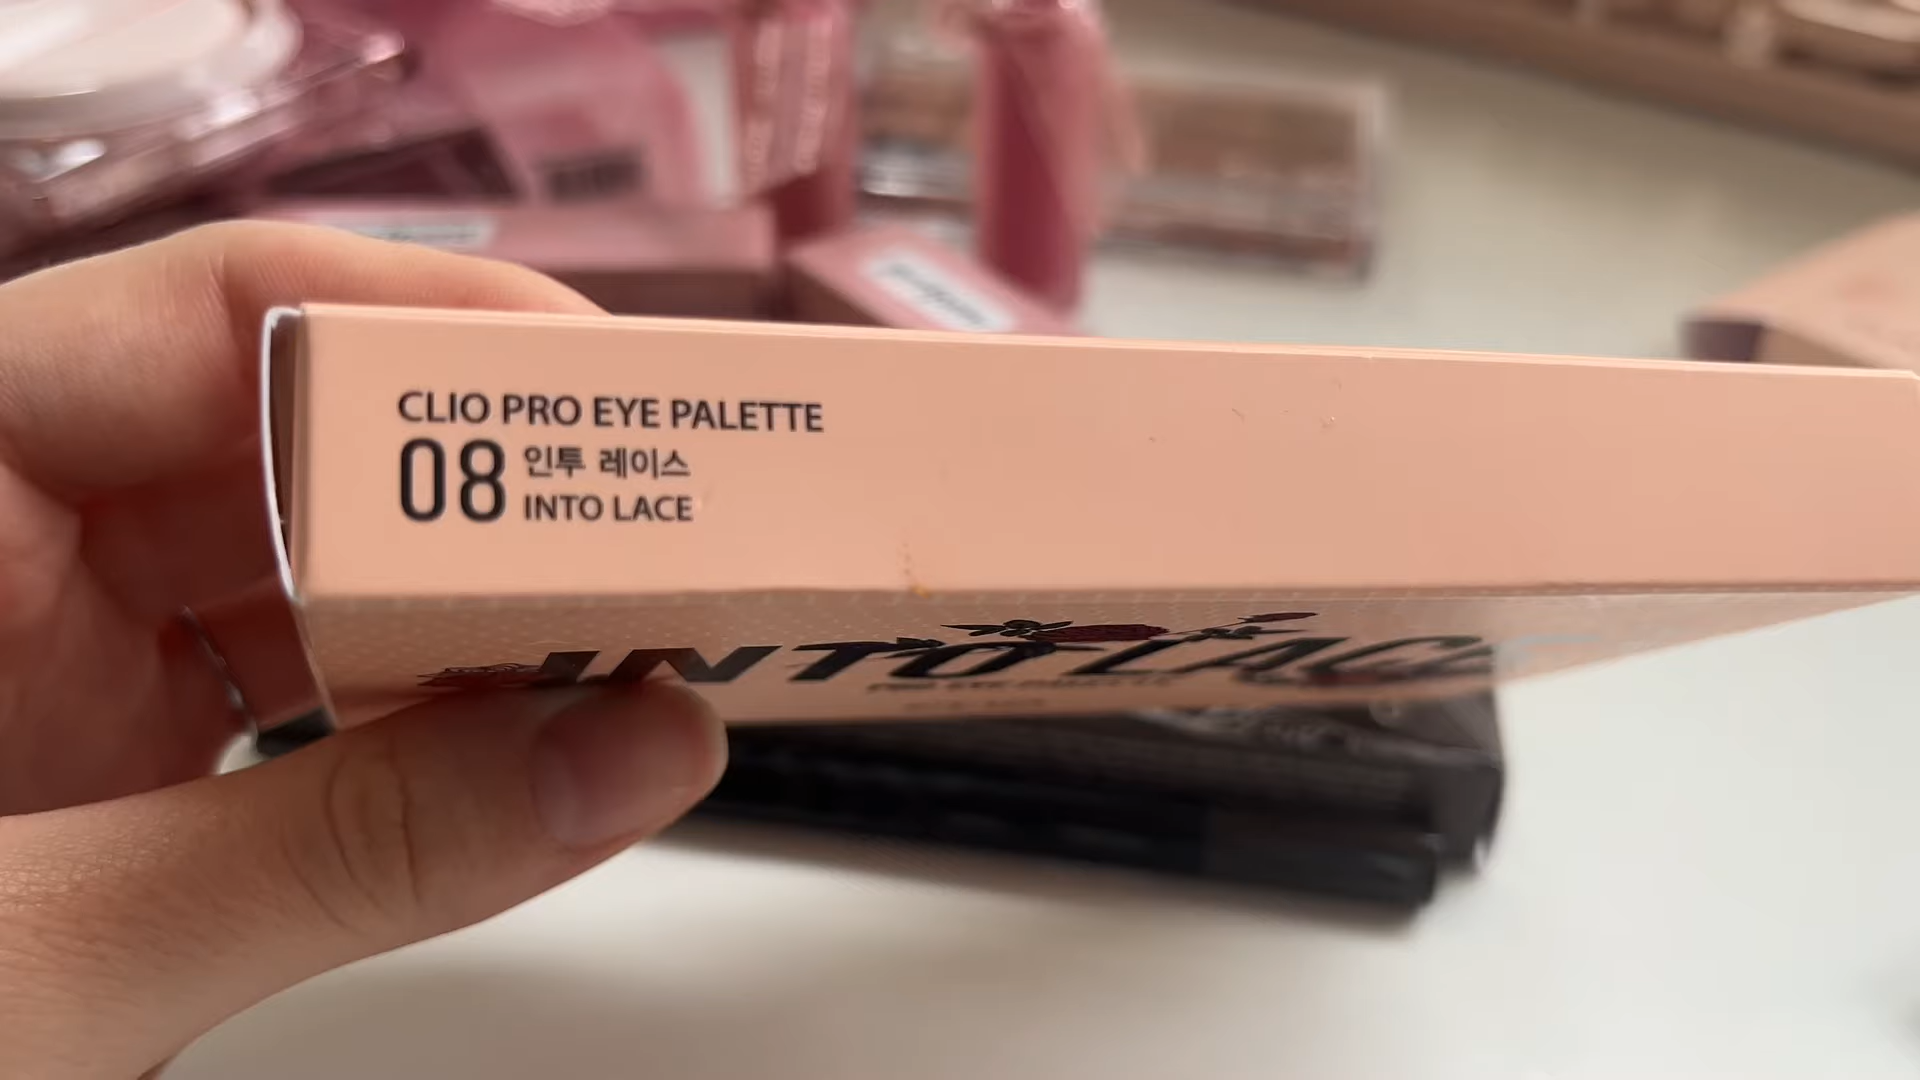 CLIO PRO EYE PALETTE
08 인투 레이스
INTO LACE
INTO LACE